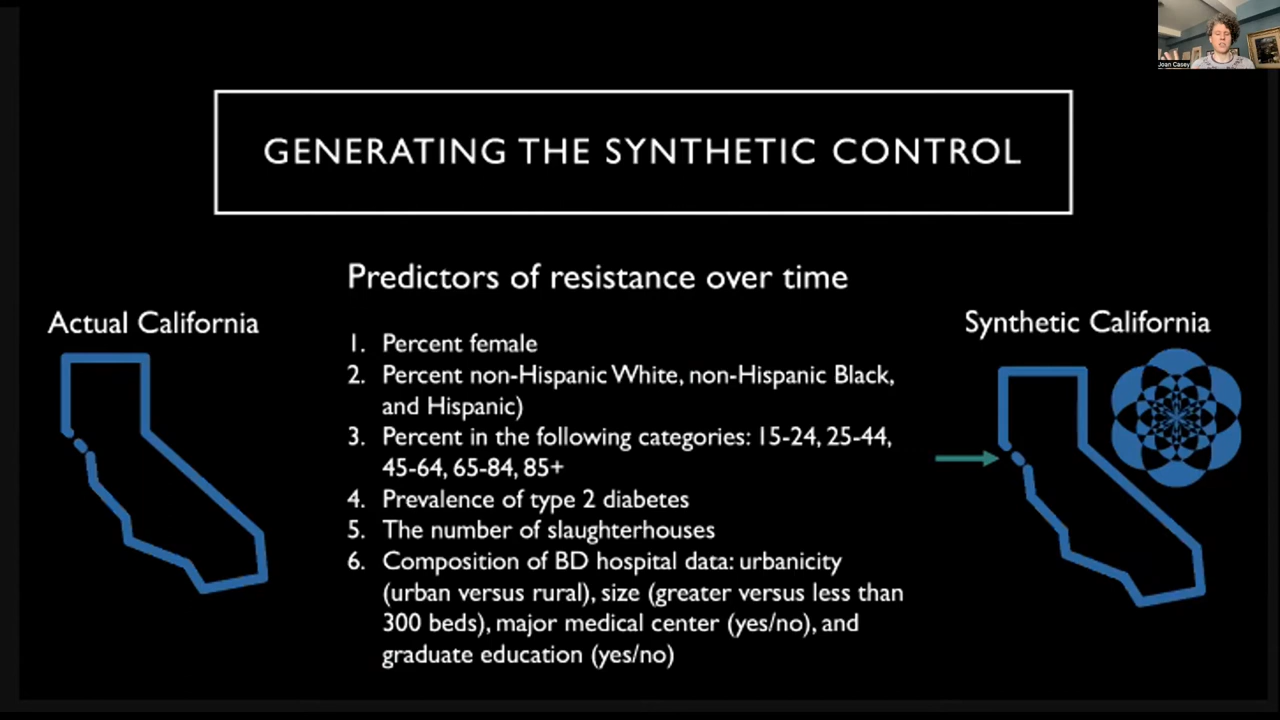 Joan Casey
GENERATING THE SYNTHETIC CONTROL
Predictors of resistance over time
Actual California
Synthetic California
1. Percent female
2. Percent non-Hispanic White, non-Hispanic Black,
and Hispanic)
3. Percent in the following categories: 15-24, 25-44,
45-64, 65-84, 85+
4. Prevalence of type 2 diabetes
5. The number of slaughterhouses
6. Composition of BD hospital data: urbanicity
(urban versus rural), size (greater versus less than
300 beds), major medical center (yes/no), and
graduate education (yes/no)